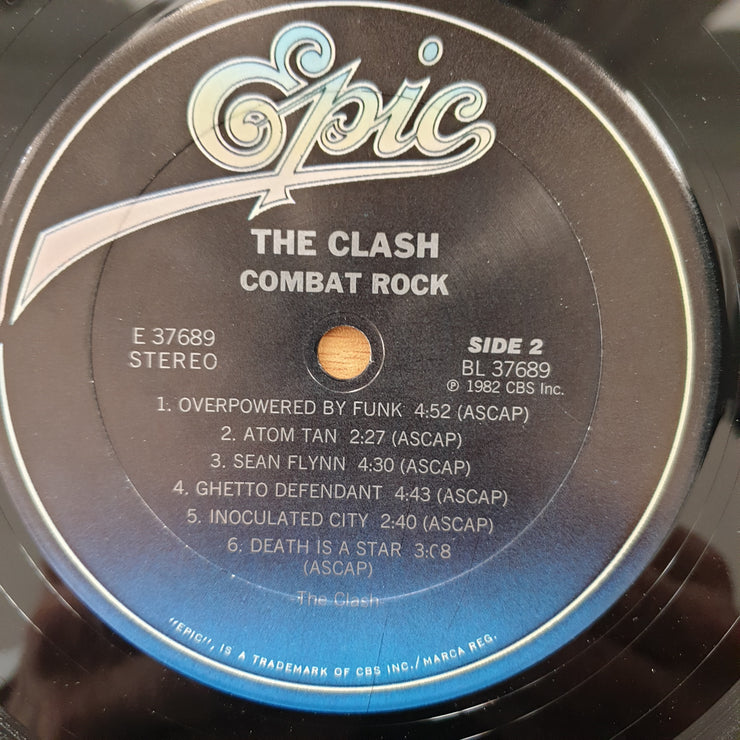 Epic
THE CLASH
COMBAT ROCK
E 37689
STEREO
SIDE 2
BL 37689
℗ 1982 CBS Inc.
1. OVERPOWERED BY FUNK 4:52 (ASCAP)
2. ATOM TAN 2:27 (ASCAP)
3. SEAN FLYNN 4:30 (ASCAP)
4. GHETTO DEFENDANT 4:43 (ASCAP)
5. INOCULATED CITY 2:40 (ASCAP)
6. DEATH IS A STAR 3:08
(ASCAP)
The Clash
"EPIC", IS A TRADEMARK OF CBS INC./MARCA REG.